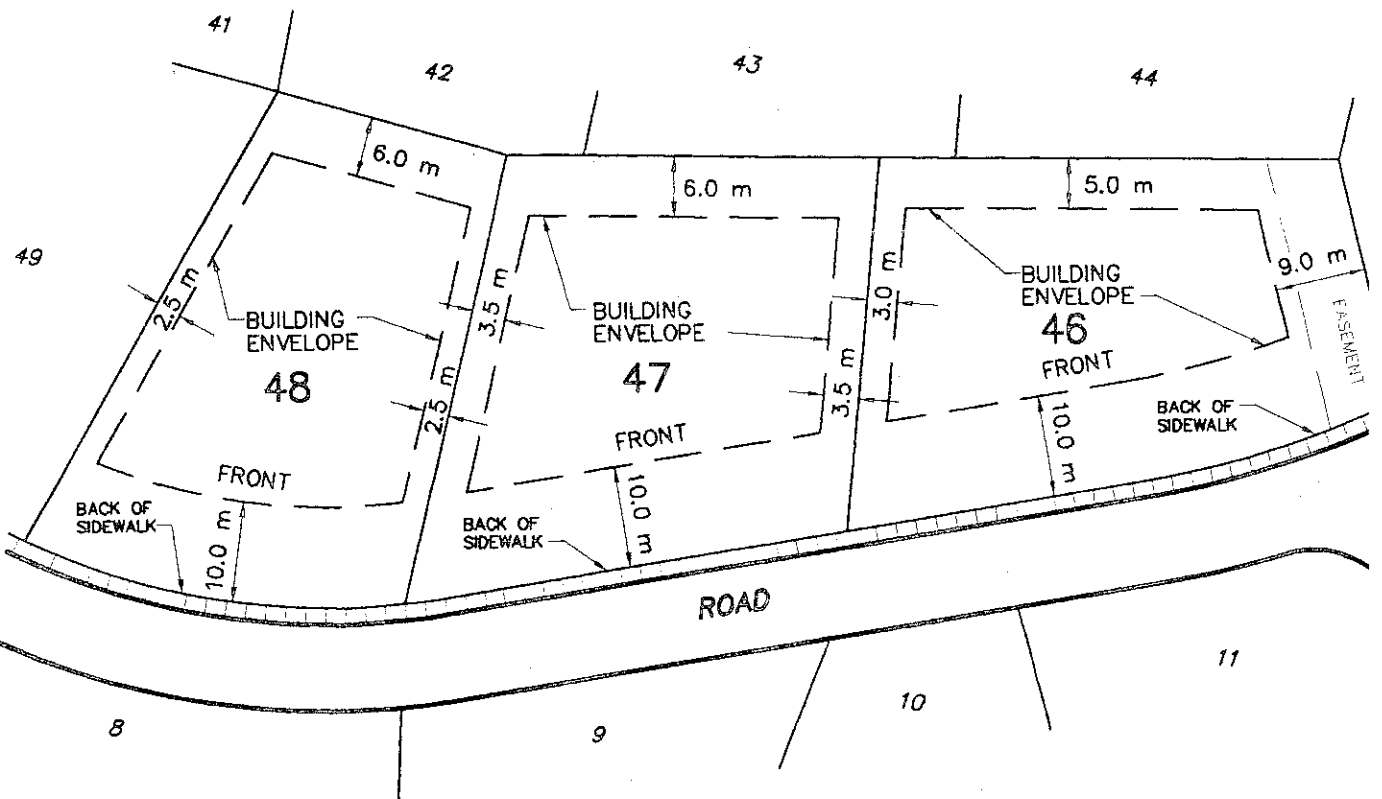 41
42
43
44
6.0 m
6.0 m
5.0 m
49
9.0 m
2.5 m
BUILDING
ENVELOPE
48
3.5 m
BUILDING
ENVELOPE
47
3.0 m
BUILDING
ENVELOPE
46
EASEMENT
2.5 m
3.5 m
FRONT
FRONT
FRONT
BACK OF
SIDEWALK
10.0 m
BACK OF
SIDEWALK
10.0 m
10.0 m
BACK OF
SIDEWALK
ROAD
8
9
10
11